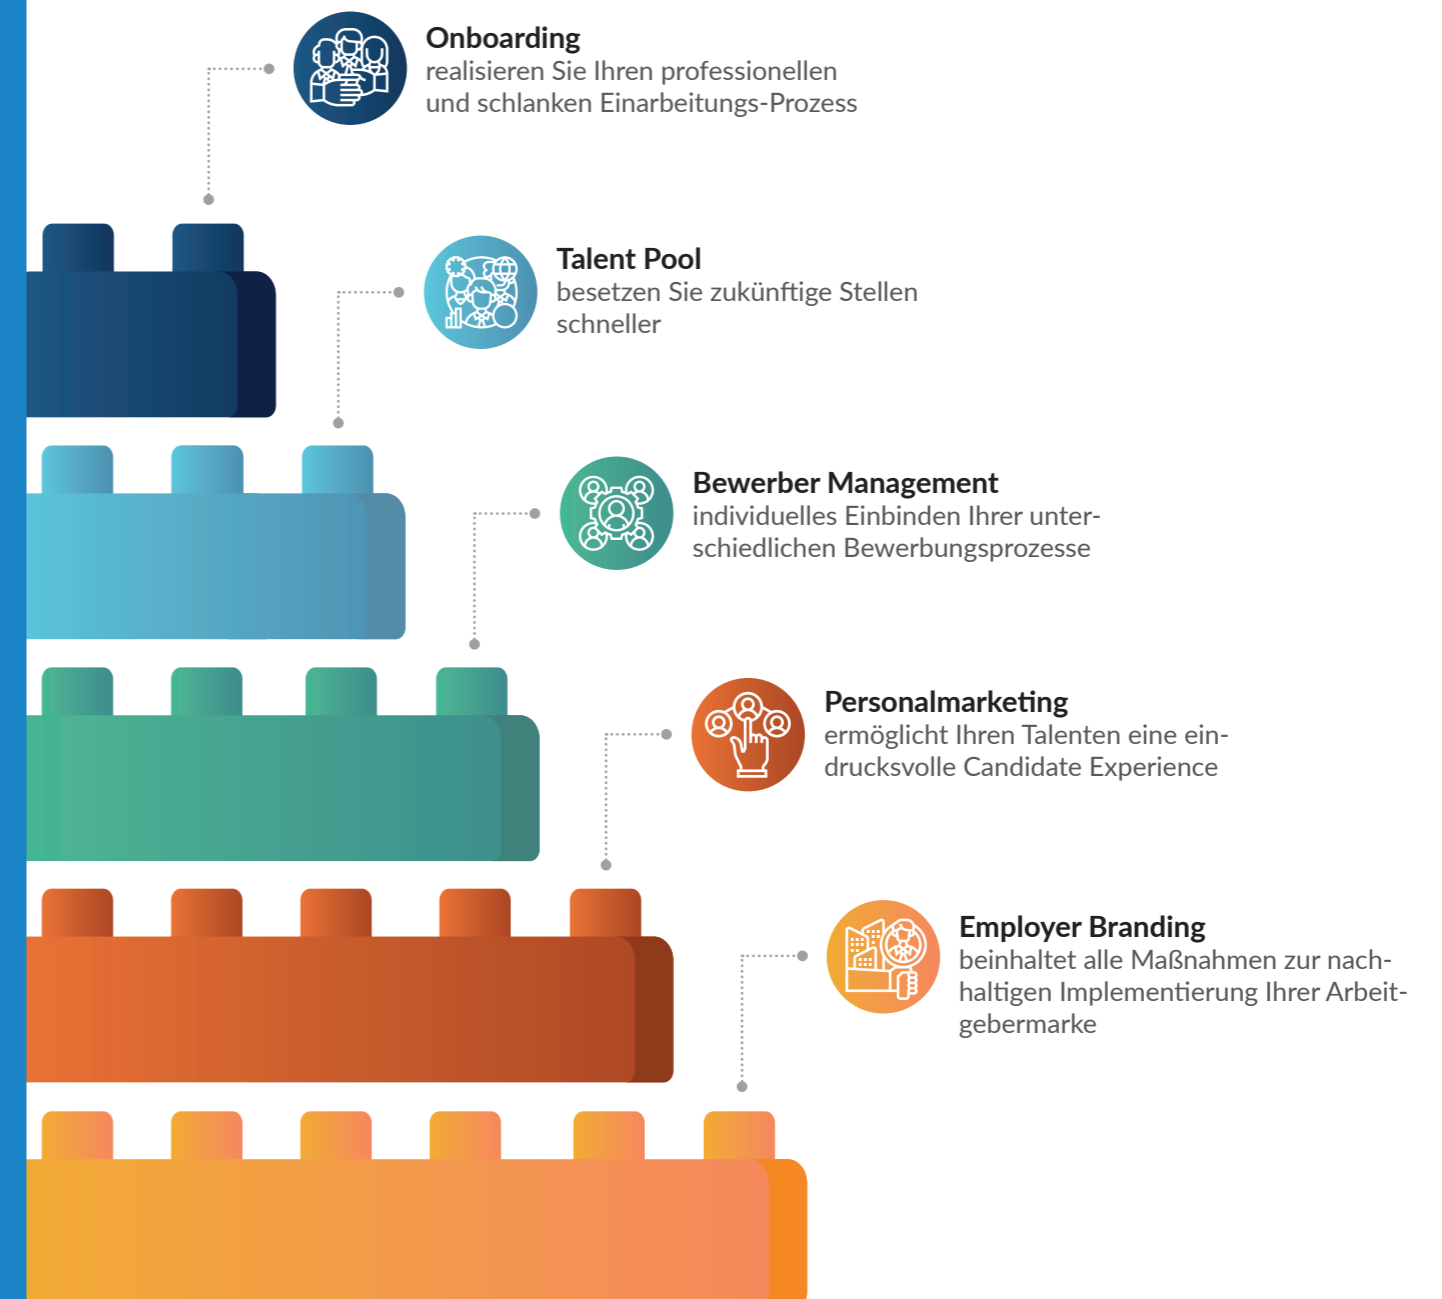 Onboarding
realisieren Sie Ihren professionellen
und schlanken Einarbeitungs-Prozess
Talent Pool
besetzen Sie zukünftige Stellen
schneller
Bewerber Management
individuelles Einbinden Ihrer unter-
schiedlichen Bewerbungsprozesse
Personalmarketing
ermöglicht Ihren Talenten eine ein-
drucksvolle Candidate Experience
Employer Branding
beinhaltet alle Maßnahmen zur nach-
haltigen Implementierung Ihrer Arbeit-
gebermarke